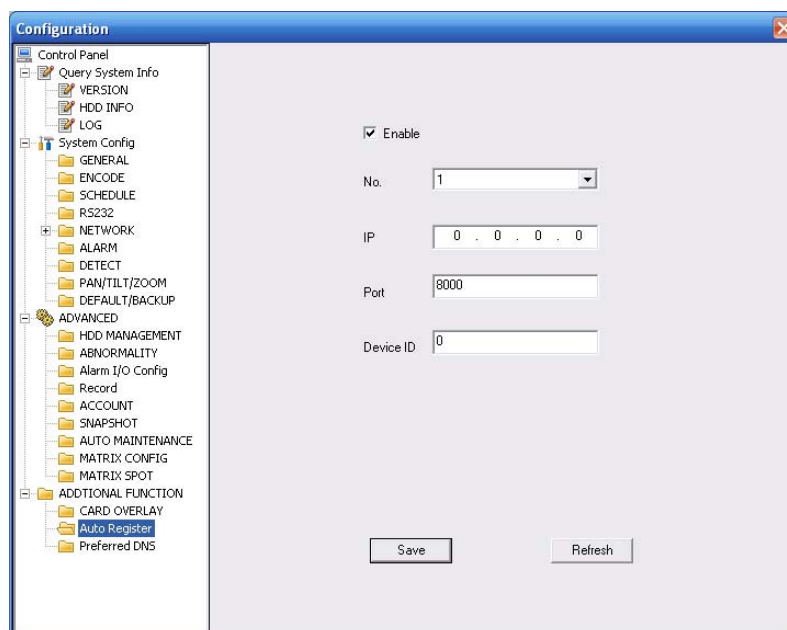 Configuration
Control Panel
Query System Info
VERSION
HDD INFO
LOG
System Config
GENERAL
ENCODE
SCHEDULE
RS232
NETWORK
ALARM
DETECT
PAN/TILT/ZOOM
DEFAULT/BACKUP
ADVANCED
HDD MANAGEMENT
ABNORMALITY
Alarm I/O Config
Record
ACCOUNT
SNAPSHOT
AUTO MAINTENANCE
MATRIX CONFIG
MATRIX SPOT
ADDTIONAL FUNCTION
CARD OVERLAY
Auto Register
Preferred DNS
Enable
No. 1
IP 0 . 0 . 0 . 0
Port 8000
Device ID 0
Save Refresh